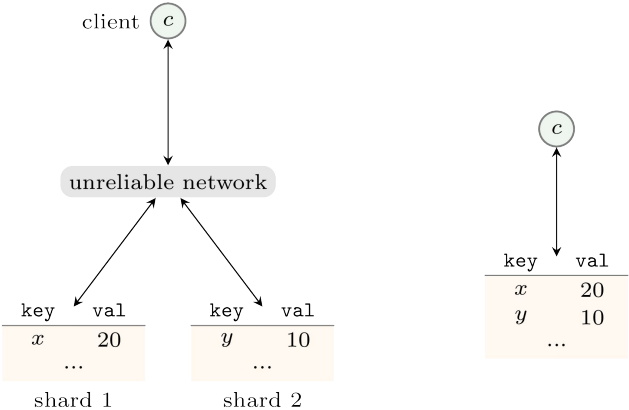 client c
unreliable network
key val
x 20
...
shard 1
key val
y 10
...
shard 2
c
key val
x 20
y 10
...